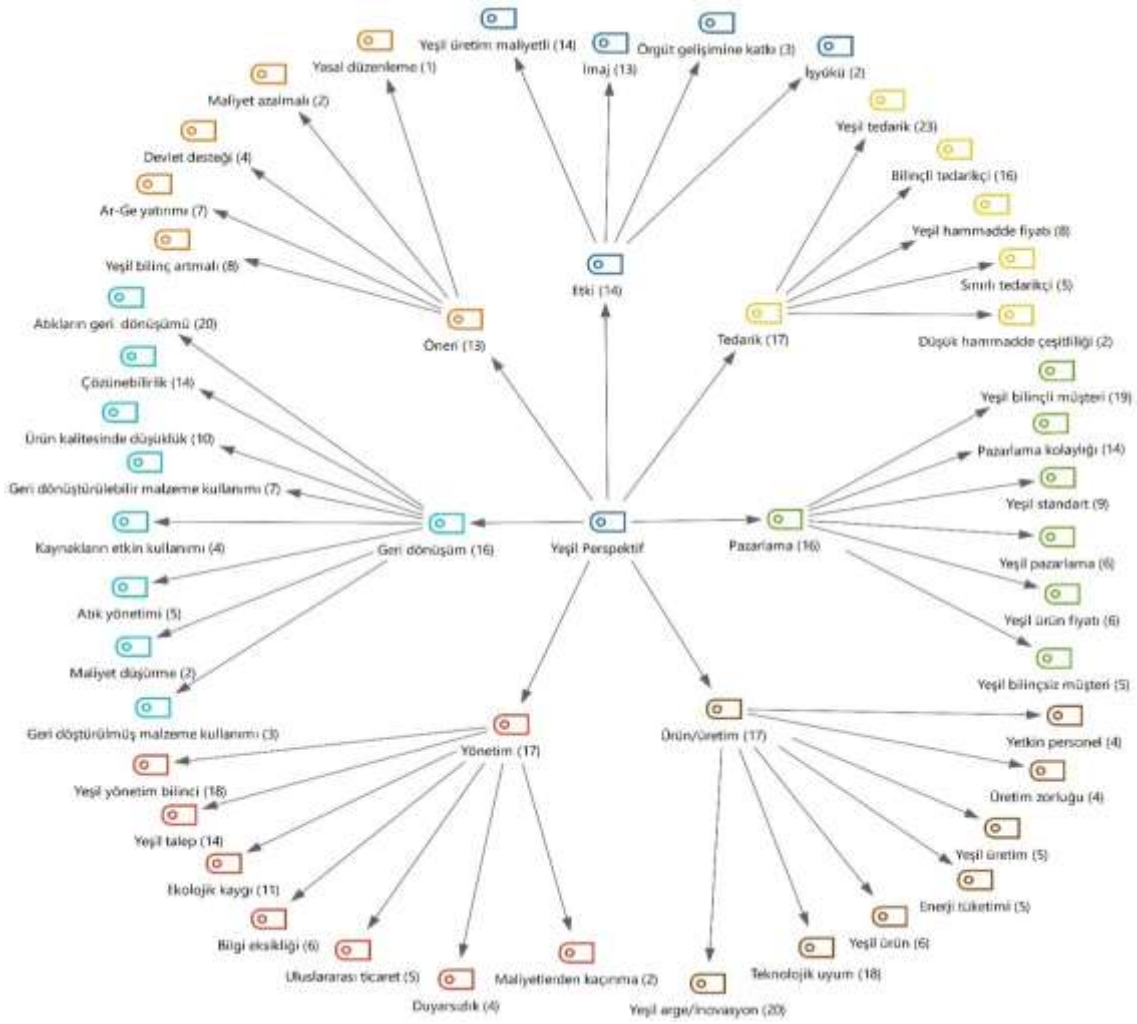 Yeşil üretim maliyetli (14)
Örgüt gelişimine katkı (3)
Yasal düzenleme (1)
İmaj (13)
İşyükü (2)
Maliyet azalmalı (2)
Yeşil tedarik (23)
Devlet desteği (4)
Bilinçli tedarikçi (16)
Ar-Ge yatırımı (7)
Yeşil hammadde fiyatı (8)
Yeşil bilinç artmalı (8)
Etki (14)
Sınırlı tedarikçi (5)
Atıkların geri dönüşümü (20)
Öneri (13)
Tedarik (17)
Düşük hammadde çeşitliliği (2)
Çözünebilirlik (14)
Yeşil bilinçli müşteri (19)
Ürün kalitesinde düşüklük (10)
Pazarlama kolaylığı (14)
Geri dönüştürülebilir malzeme kullanımı (7)
Yeşil standart (9)
Kaynakların etkin kullanımı (4)
Geri dönüşüm (16)
Yeşil Perspektif
Pazarlama (16)
Yeşil pazarlama (6)
Atık yönetimi (5)
Yeşil ürün fiyatı (6)
Maliyet düşürme (2)
Yeşil bilinçsiz müşteri (5)
Geri döştürülmüş malzeme kullanımı (3)
Yönetim (17)
Ürün/üretim (17)
Yetkin personel (4)
Yeşil yönetim bilinci (18)
Üretim zorluğu (4)
Yeşil talep (14)
Yeşil üretim (5)
Ekolojik kaygı (11)
Enerji tüketimi (5)
Bilgi eksikliği (6)
Yeşil ürün (6)
Uluslararası ticaret (5)
Maliyetlerden kaçınma (2)
Teknolojik uyum (18)
Duyarsızlık (4)
Yeşil arge/inovasyon (20)